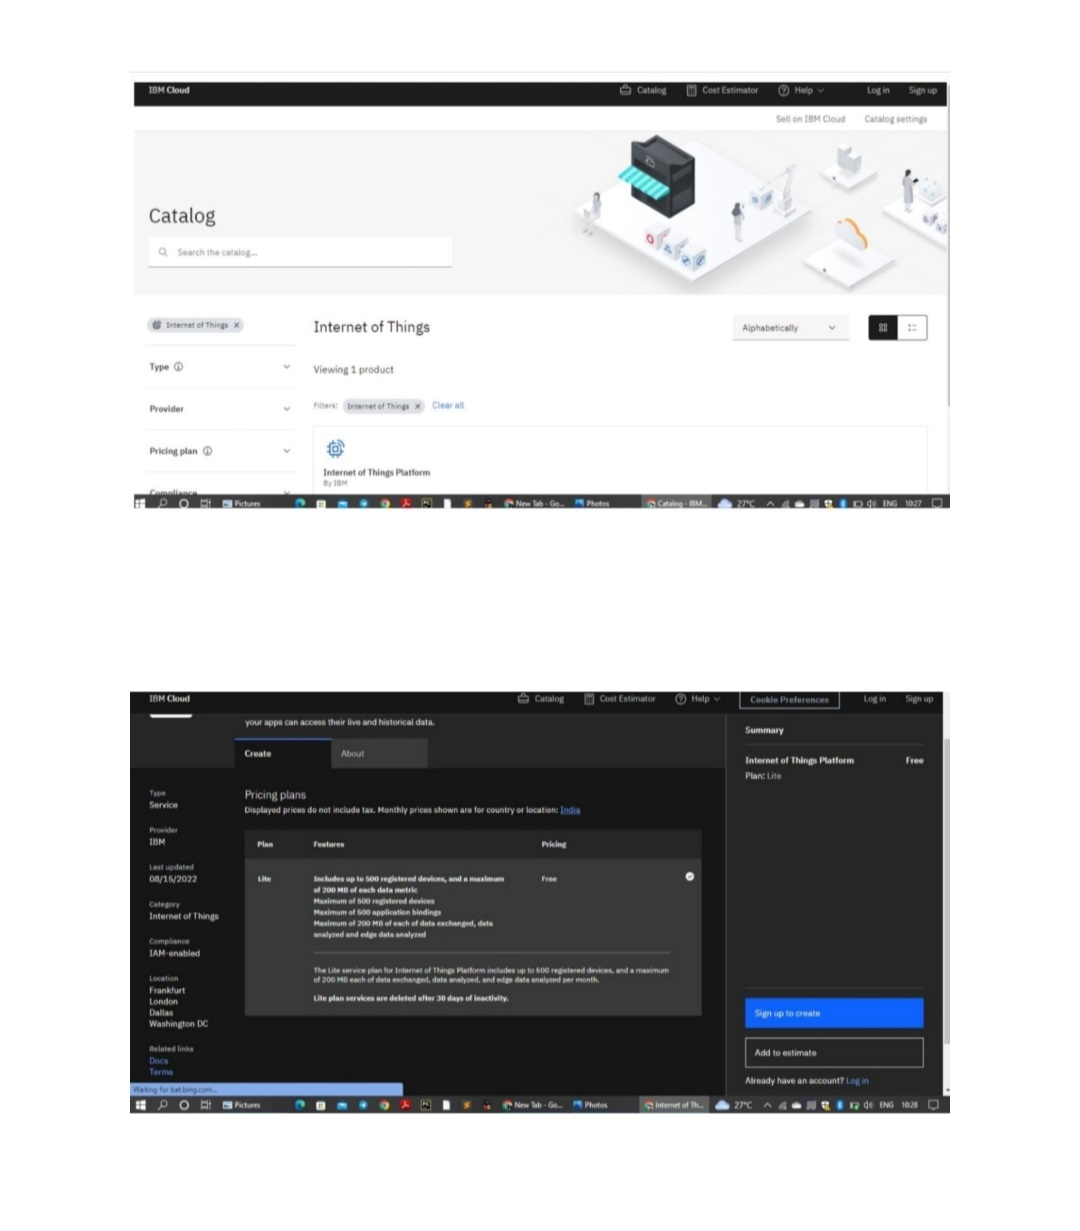 IBM Cloud
Catalog
Cost Estimator
Help
Log in
Sign up
Sell on IBM Cloud
Catalog settings
Catalog
Search the catalog...
Internet of Things
Internet of Things
Alphabetically
Type
Viewing 1 product
Provider
Filters: Internet of Things Clear all
Pricing plan
Internet of Things Platform
By IBM
Compliance
Pictures
New Tab - Go...
Photos
Catalog - IBM...
27°C
ENG
10:27
IBM Cloud
Catalog
Cost Estimator
Help
Cookie Preferences
Log in
Sign up
your apps can access their live and historical data.
Create
About
Type
Service
Provider
IBM
Last updated
08/15/2022
Category
Internet of Things
Compliance
IAM-enabled
Location
Frankfurt
London
Dallas
Washington DC
Related links
Docs
Terms
Pricing plans
Displayed prices do not include tax. Monthly prices shown are for country or location: India
Plan
Features
Pricing
Lite
Includes up to 500 registered devices, and a maximum
of 200 MB of each data metric
Maximum of 500 registered devices
Maximum of 500 application bindings
Maximum of 200 MB of each of data exchanged, data
analyzed and edge data analyzed
Free
The Lite service plan for Internet of Things Platform includes up to 500 registered devices, and a maximum
of 200 MB each of data exchanged, data analyzed, and edge data analyzed per month.
Lite plan services are deleted after 30 days of inactivity.
Summary
Internet of Things Platform
Free
Plan: Lite
Sign up to create
Add to estimate
Already have an account? Log in
Waiting for bat.bing.com...
Pictures
New Tab - Go...
Photos
Internet of Th...
27°C
ENG
10:28